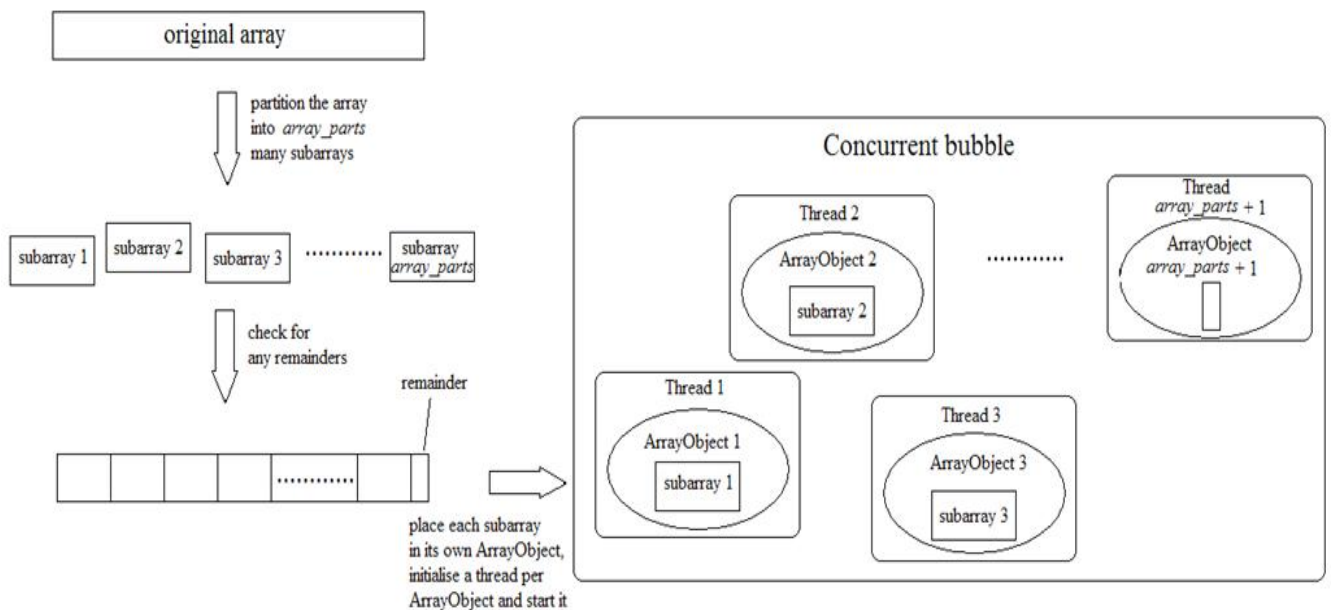 original array
partition the array
into array_parts
many subarrays
subarray 1
subarray 2
subarray 3
............
subarray
array_parts
check for
any remainders
remainder
............
place each subarray
in its own ArrayObject,
initialise a thread per
ArrayObject and start it
Concurrent bubble
Thread 1
ArrayObject 1
subarray 1
Thread 2
ArrayObject 2
subarray 2
Thread 3
ArrayObject 3
subarray 3
............
Thread
array_parts + 1
ArrayObject
array_parts + 1